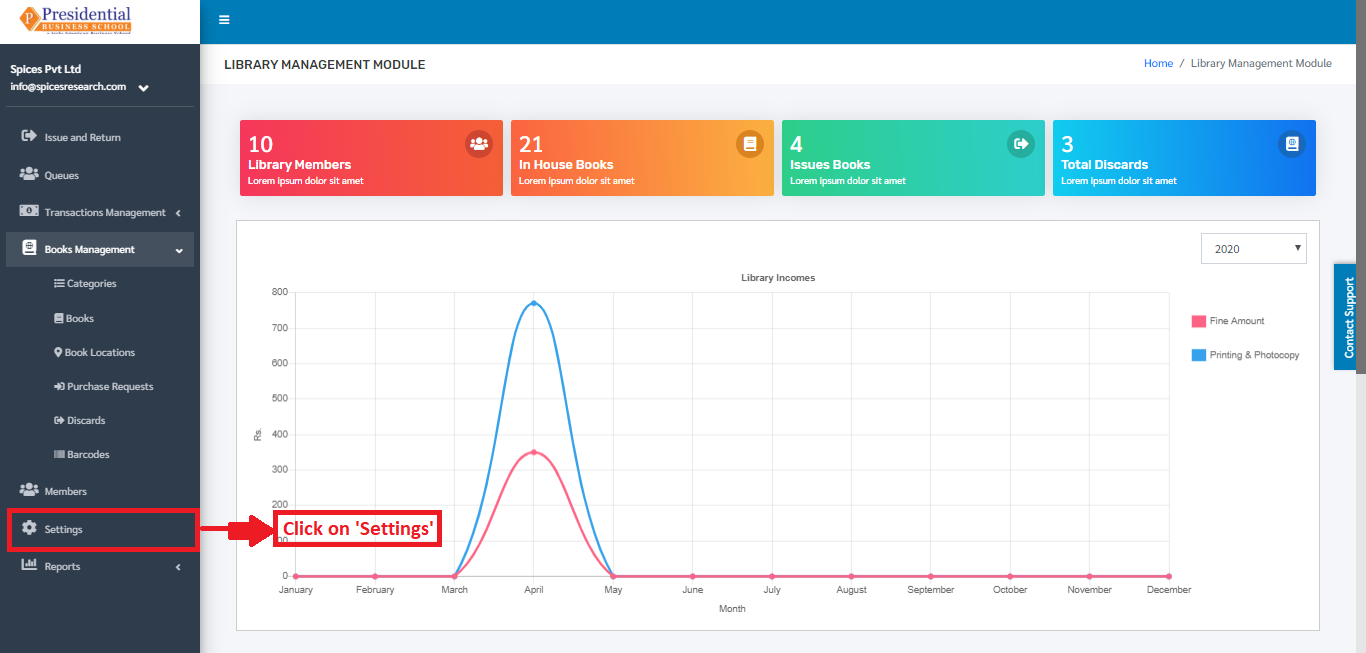 Presidential
BUSINESS SCHOOL
LIBRARY MANAGEMENT MODULE
Home / Library Management Module
Spices Pvt Ltd
info@spicesresearch.com
Issue and Return
Queues
Transactions Management
Books Management
Categories
Books
Book Locations
Purchase Requests
Discards
Barcodes
Members
Settings
Reports
10
Library Members
Lorem ipsum dolor sit amet
21
In House Books
Lorem ipsum dolor sit amet
4
Issues Books
Lorem ipsum dolor sit amet
3
Total Discards
Lorem ipsum dolor sit amet
2020
Library Incomes
800
700
600
500
400
300
200
0
Rs.
January February March April May June July August September October November December
Month
Fine Amount
Printing & Photocopy
Click on 'Settings'
Contact Support